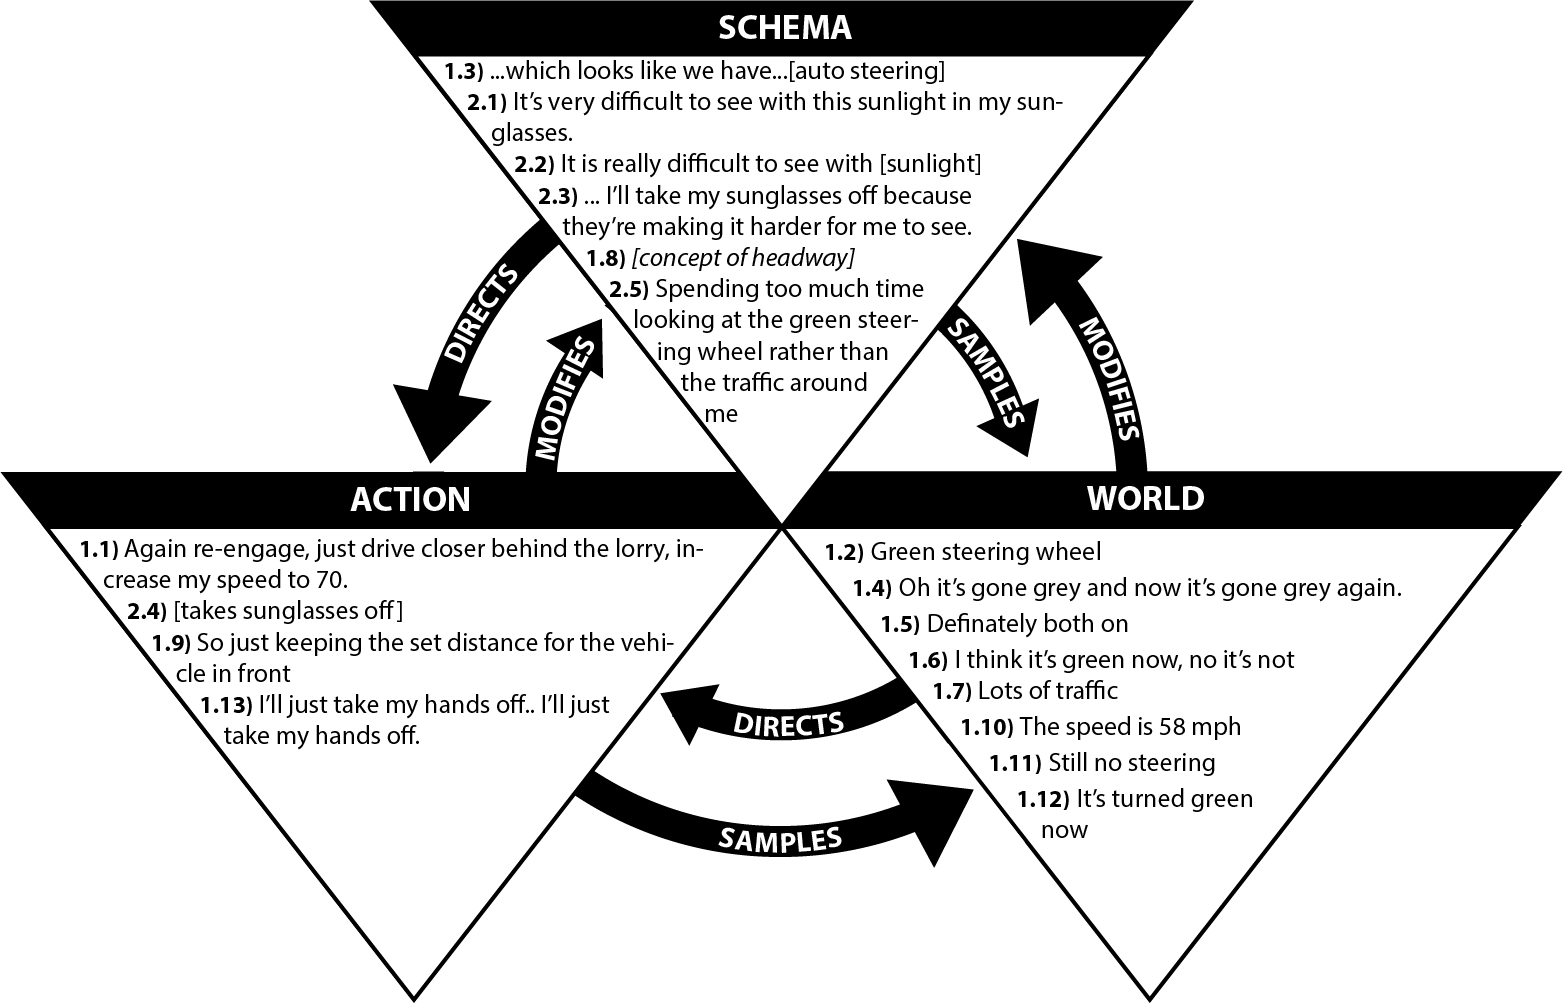 SCHEMA
1.3) ...which looks like we have...[auto steering]
2.1) It's very difficult to see with this sunlight in my sun-
glasses.
2.2) It is really difficult to see with [sunlight]
2.3) ... I'll take my sunglasses off because
they're making it harder for me to see.
1.8) [concept of headway]
2.5) Spending too much time
looking at the green steer-
ing wheel rather than
the traffic around
me
DIRECTS
MODIFIES
SAMPLES
MODIFIES
ACTION
1.1) Again re-engage, just drive closer behind the lorry, in-
crease my speed to 70.
2.4) [takes sunglasses off]
1.9) So just keeping the set distance for the vehi-
cle in front
1.13) I'll just take my hands off.. I'll just
take my hands off.
WORLD
1.2) Green steering wheel
1.4) Oh it's gone grey and now it's gone grey again.
1.5) Definately both on
1.6) I think it's green now, no it's not
1.7) Lots of traffic
1.10) The speed is 58 mph
1.11) Still no steering
1.12) It's turned green
now
DIRECTS
SAMPLES